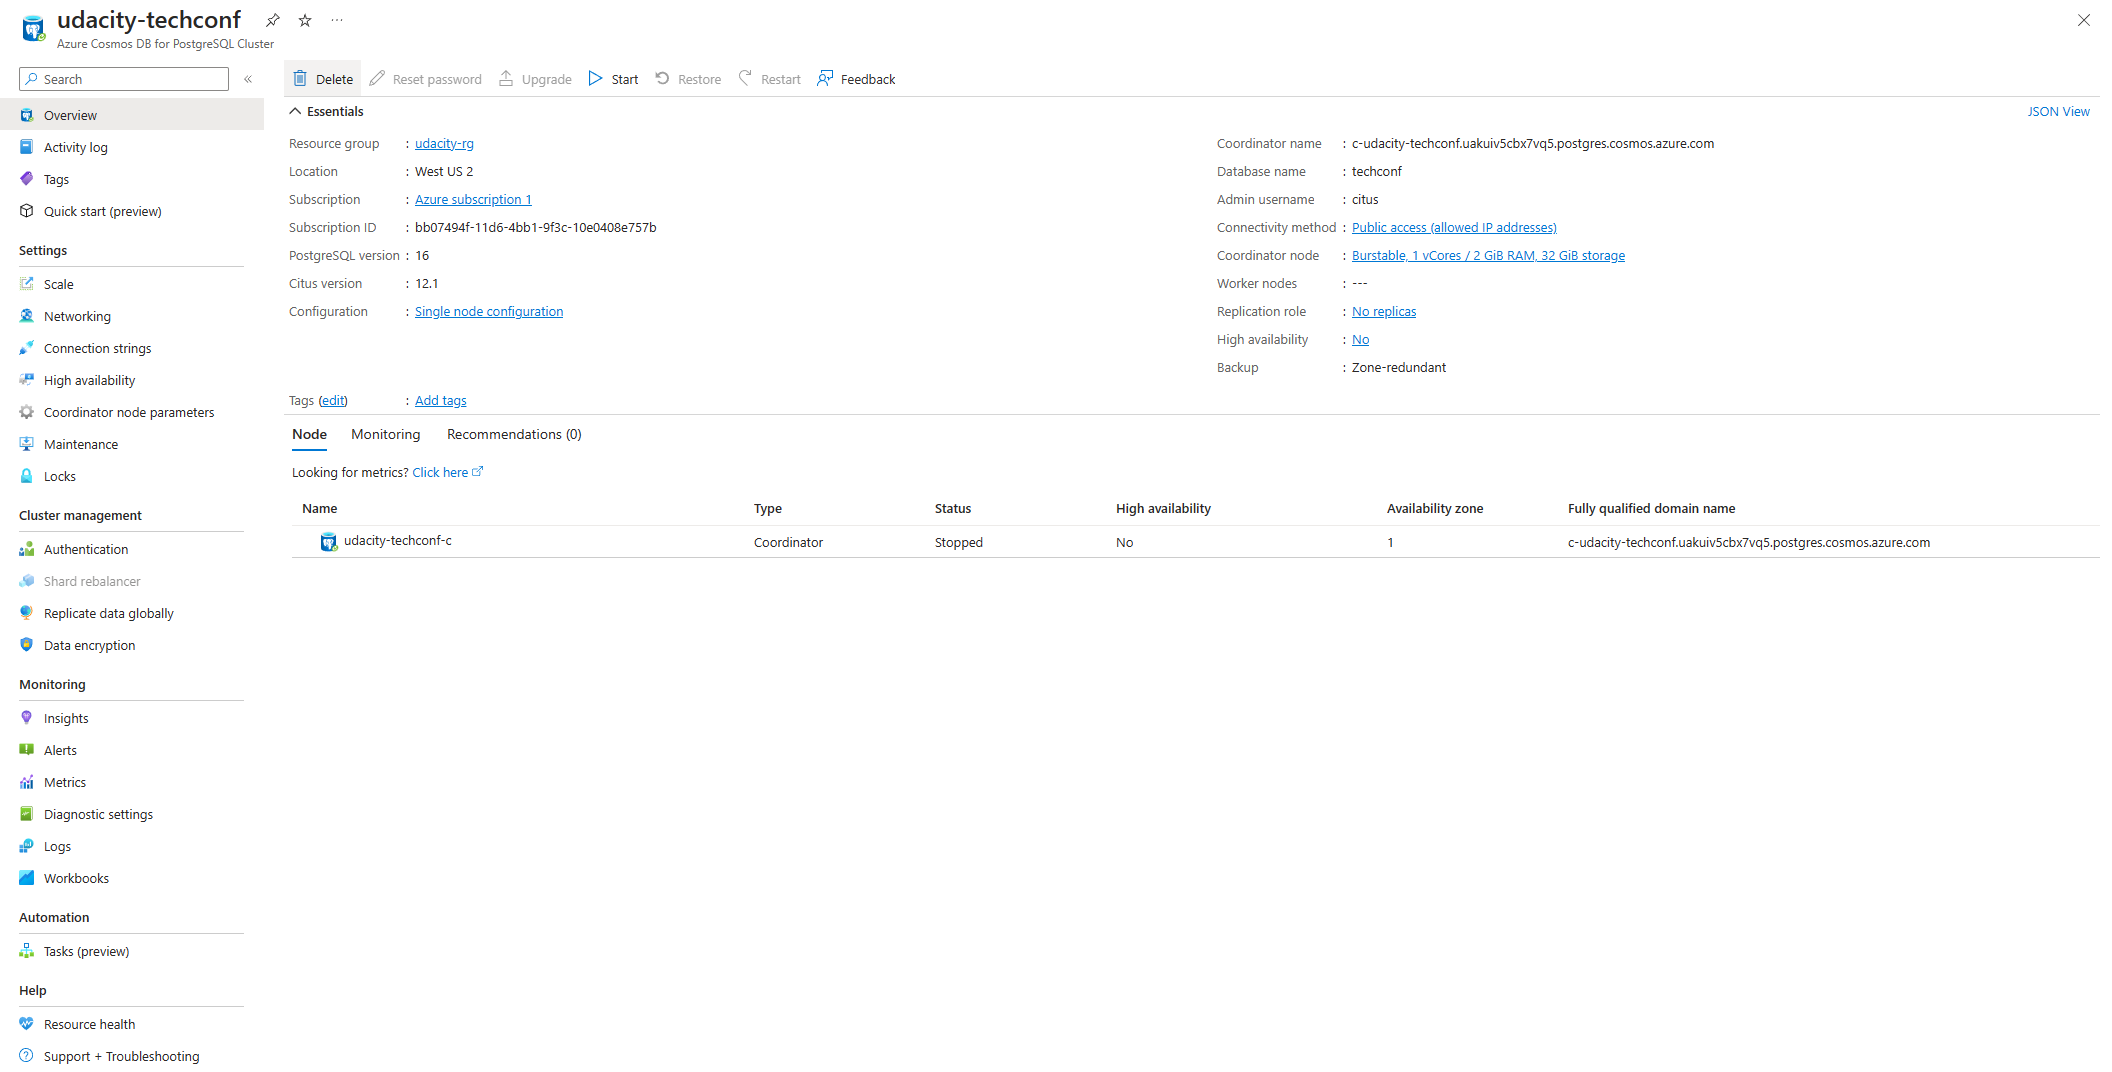 udacity-techconf
Azure Cosmos DB for PostgreSQL Cluster
Search
Overview
Activity log
Tags
Quick start (preview)
Settings
Scale
Networking
Connection strings
High availability
Coordinator node parameters
Maintenance
Locks
Cluster management
Authentication
Shard rebalancer
Replicate data globally
Data encryption
Monitoring
Insights
Alerts
Metrics
Diagnostic settings
Logs
Workbooks
Automation
Tasks (preview)
Help
Resource health
Support + Troubleshooting
Delete Reset password Upgrade Start Restore Restart Feedback
Essentials
JSON View
Resource group : udacity-rg
Location : West US 2
Subscription : Azure subscription 1
Subscription ID : bb07494f-11d6-4bb1-9f3c-10e0408e757b
PostgreSQL version : 16
Citus version : 12.1
Configuration : Single node configuration
Coordinator name : c-udacity-techconf.uakuiv5cbx7vq5.postgres.cosmos.azure.com
Database name : techconf
Admin username : citus
Connectivity method : Public access (allowed IP addresses)
Coordinator node : Burstable, 1 vCores / 2 GiB RAM, 32 GiB storage
Worker nodes : ---
Replication role : No replicas
High availability : No
Backup : Zone-redundant
Tags (edit) : Add tags
Node Monitoring Recommendations (0)
Looking for metrics? Click here
Name Type Status High availability Availability zone Fully qualified domain name
udacity-techconf-c Coordinator Stopped No 1 c-udacity-techconf.uakuiv5cbx7vq5.postgres.cosmos.azure.com